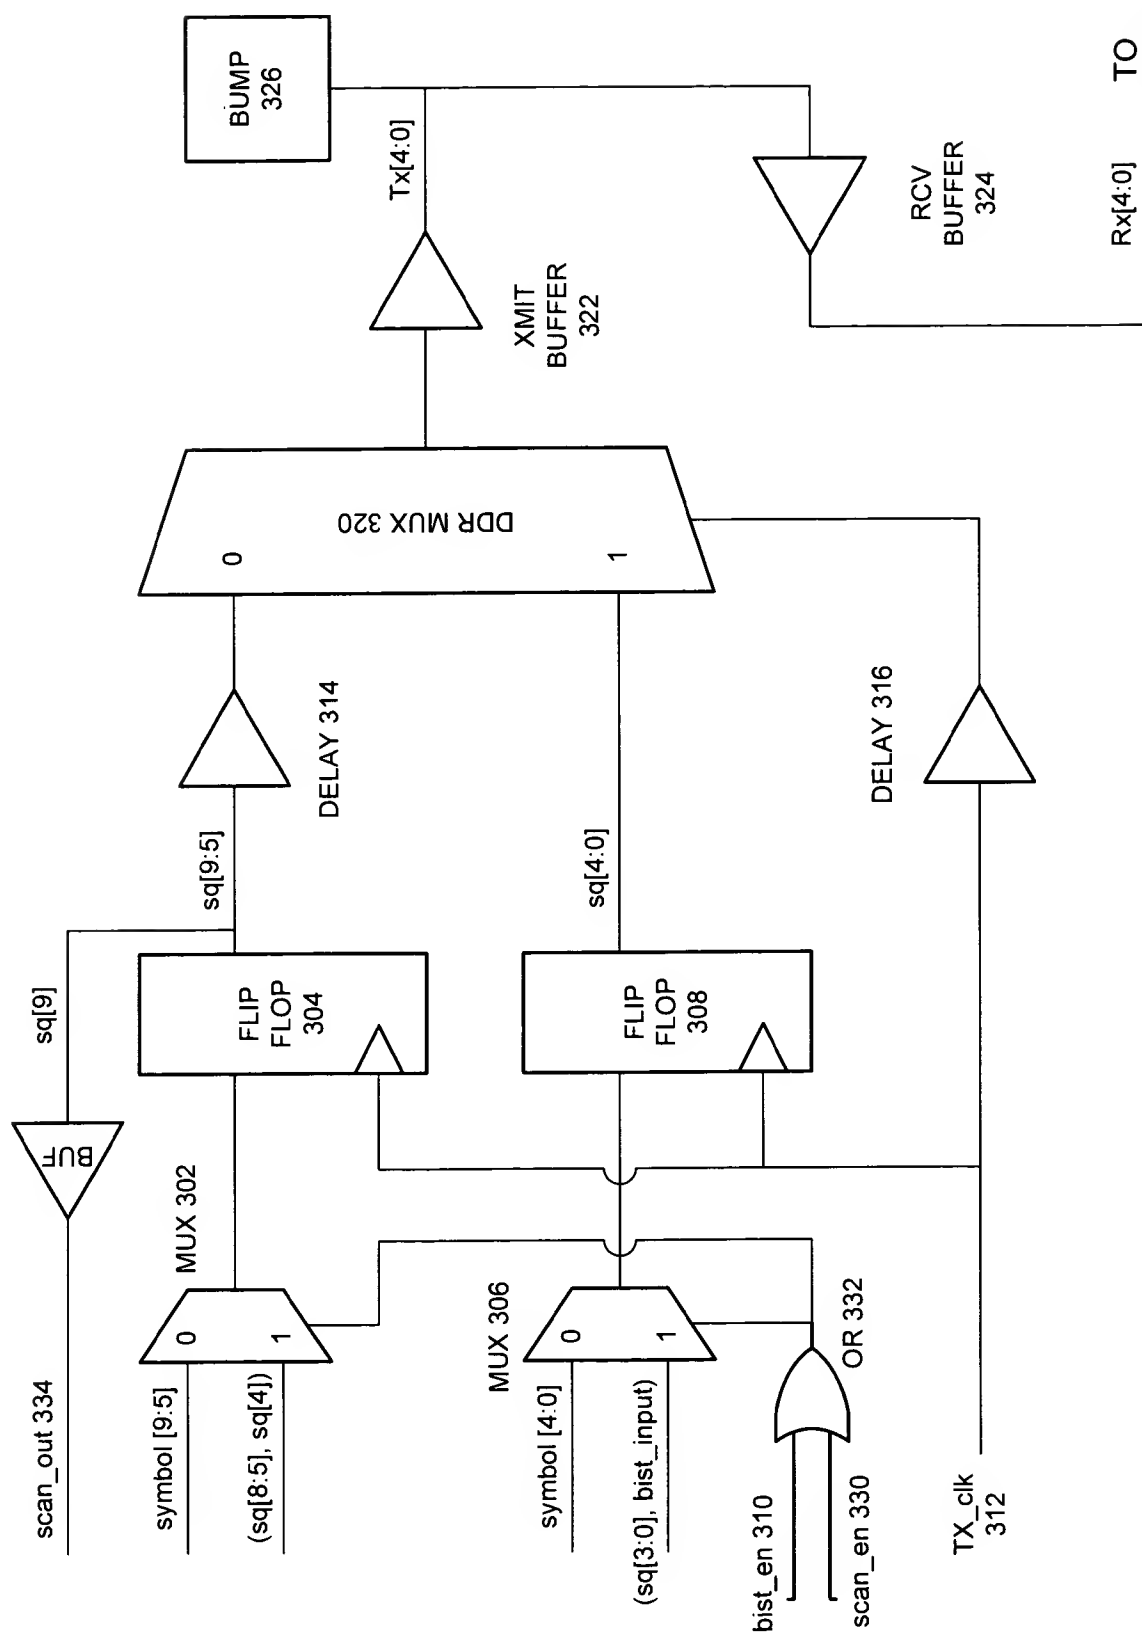 scan_out 334
BUF
sq[9]
symbol [9:5]
(sq[8:5], sq[4])
0
1
MUX 302
FLIP
FLOP
304
sq[9:5]
DELAY 314
0
1
DDR MUX 320
BUMP
326
Tx[4:0]
XMIT
BUFFER
322
symbol [4:0]
(sq[3:0], bist_input)
0
1
MUX 306
FLIP
FLOP
308
sq[4:0]
bist_en 310
scan_en 330
OR 332
TX_clk
312
DELAY 316
RCV
BUFFER
324
Rx[4:0]
TO